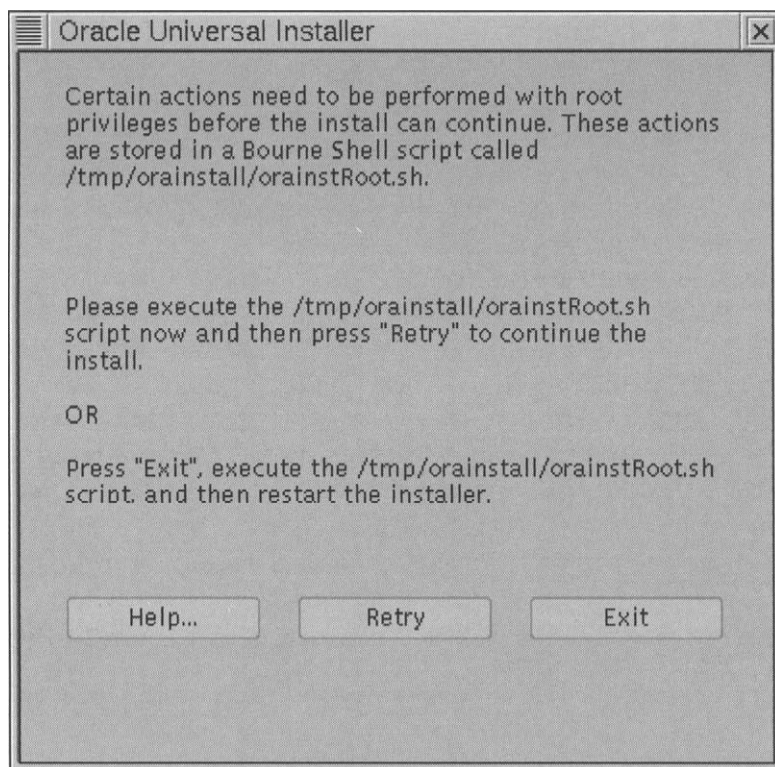 Oracle Universal Installer
Certain actions need to be performed with root
privileges before the install can continue. These actions
are stored in a Bourne Shell script called
/tmp/orainstall/orainstRoot.sh.
Please execute the /tmp/orainstall/orainstRoot.sh
script now and then press "Retry" to continue the
install.
OR
Press "Exit", execute the /tmp/orainstall/orainstRoot.sh
script, and then restart the installer.
Help... Retry Exit